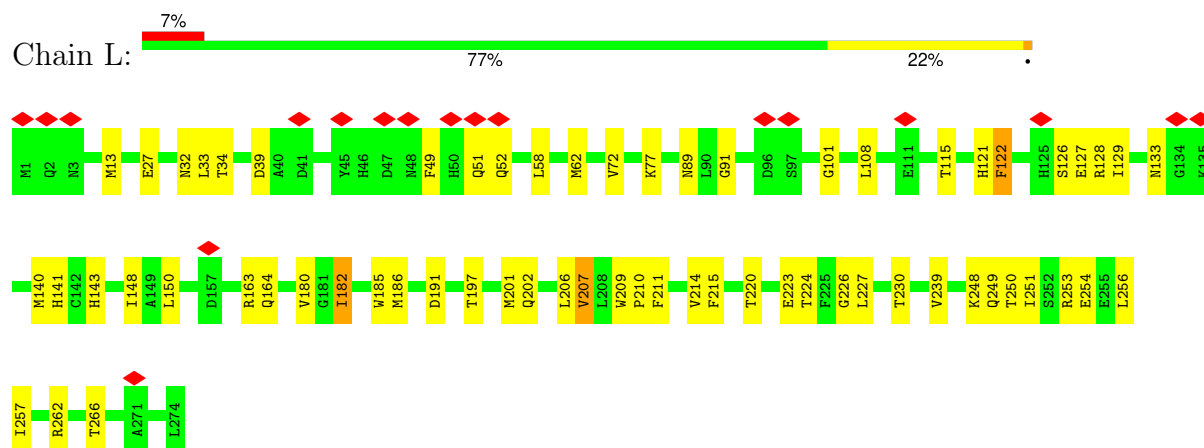 7%
Chain L:
77% 22% •
M1 Q2 N3 M13 E27 N32 L33 T34 D39 A40 D41 Y45 H46 D47 N48 F49 H50 Q51 Q52 L58 M62 V72 K77 N89 L90 G91 D96 S97 G101 L108 E111 T115 H121 F122 H125 S126 E127 R128 I129 N133 G134 K135
M140 H141 C142 H143 I148 A149 L150 D157 R163 Q164 V180 G181 I182 W185 M186 D191 T197 M201 Q202 L206 V207 L208 W209 P210 F211 V214 F215 T220 E223 T224 F225 G226 L227 T230 V239 K248 Q249 T250 I251 S252 R253 E254 E255 L256
I257 R262 T266 A271 L274